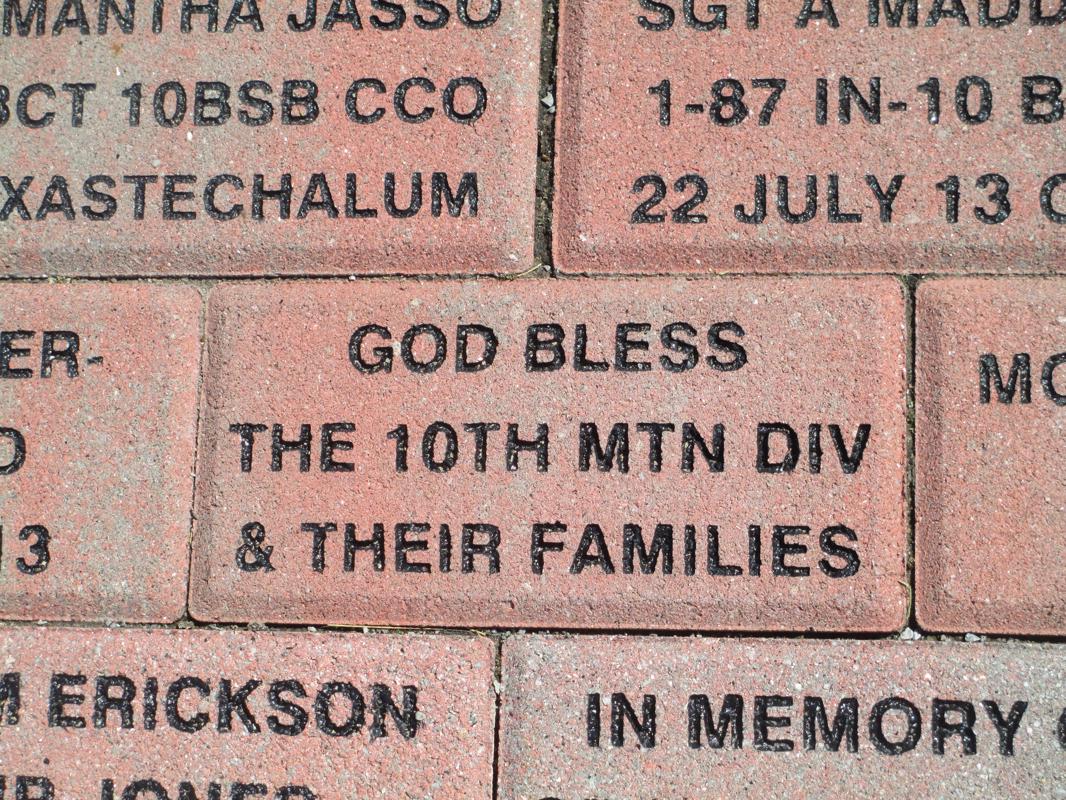 MANTHA JASSO
BCT 10BSB CCO
XASTECHALUM
SGT A MADD
1-87 IN-10 B
22 JULY 13
ER-
D
13
GOD BLESS
THE 10TH MTN DIV
& THEIR FAMILIES
MO
M ERICKSON
JONES
IN MEMORY